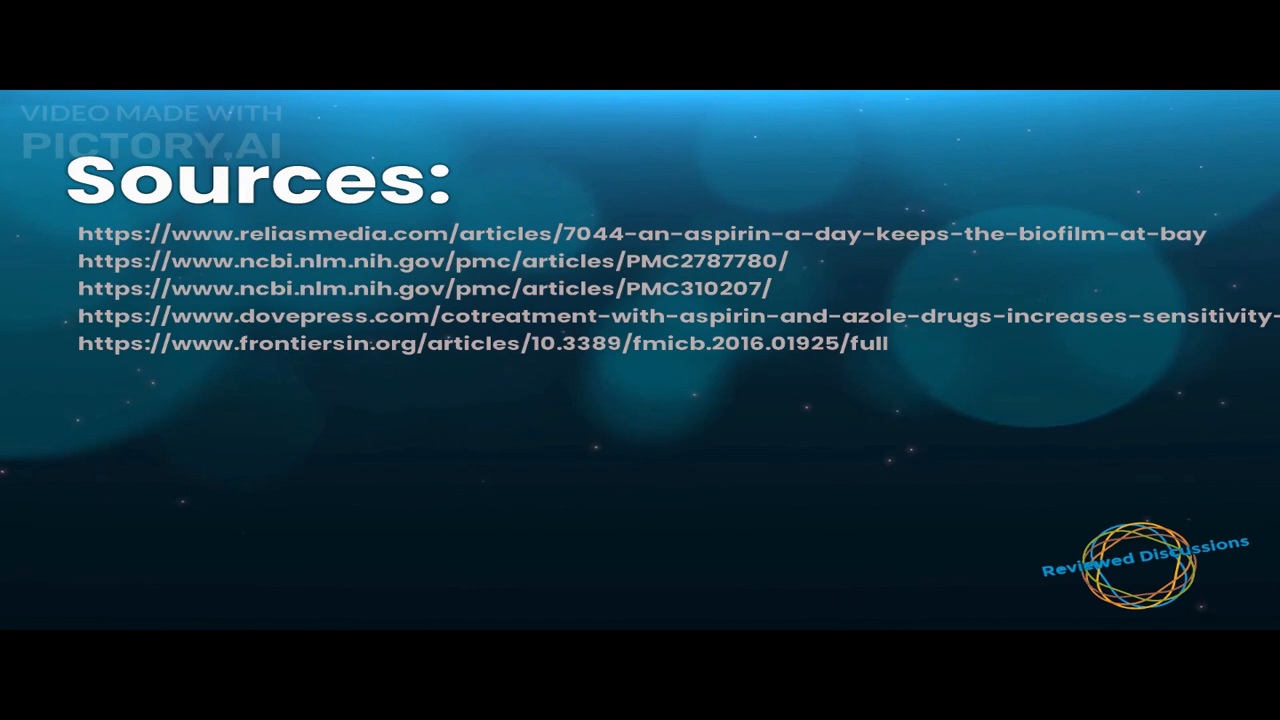 VIDEO MADE WITH
PICTORY.AI
Sources:
https://www.reliasmedia.com/articles/7044-an-aspirin-a-day-keeps-the-biofilm-at-bay
https://www.ncbi.nlm.nih.gov/pmc/articles/PMC2787780/
https://www.ncbi.nlm.nih.gov/pmc/articles/PMC310207/
https://www.dovepress.com/cotreatment-with-aspirin-and-azole-drugs-increases-sensitivity-
https://www.frontiersin.org/articles/10.3389/fmicb.2016.01925/full
Reviewed Discussions